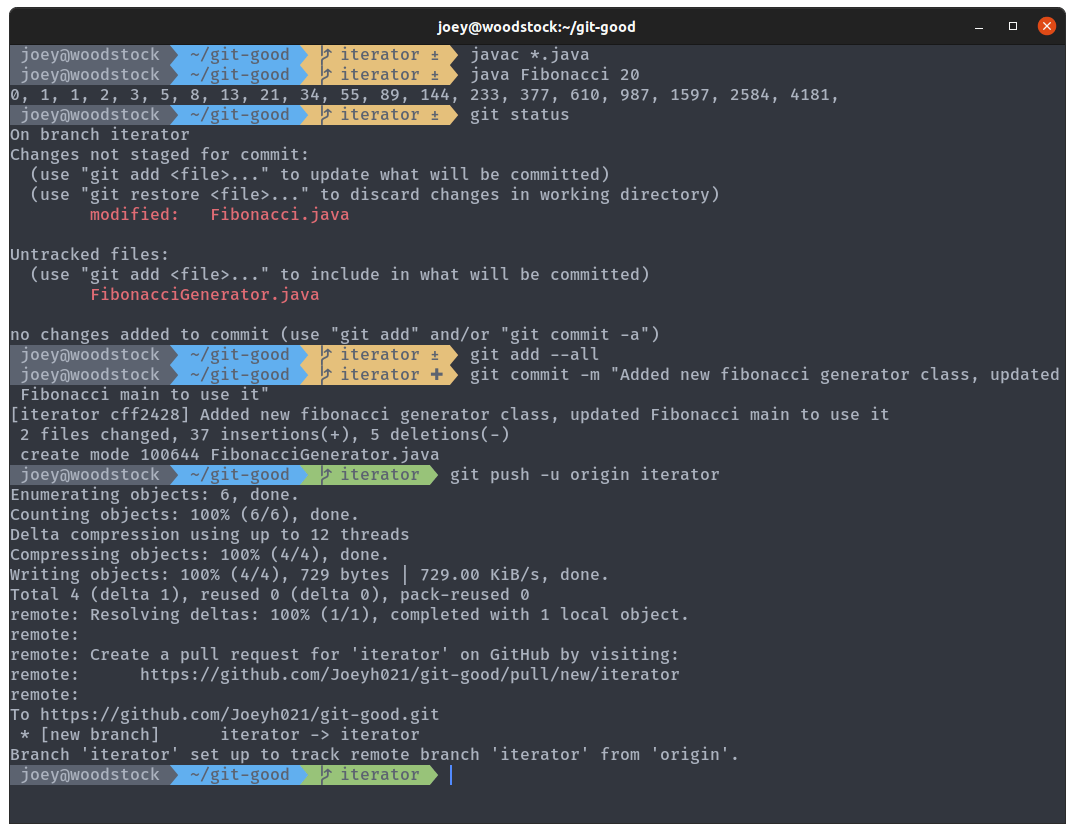 joey@woodstock:~/git-good
joey@woodstock ~/git-good iterator ± javac *.java
joey@woodstock ~/git-good iterator ± java Fibonacci 20
0, 1, 1, 2, 3, 5, 8, 13, 21, 34, 55, 89, 144, 233, 377, 610, 987, 1597, 2584, 4181,
joey@woodstock ~/git-good iterator ± git status
On branch iterator
Changes not staged for commit:
  (use "git add <file>..." to update what will be committed)
  (use "git restore <file>..." to discard changes in working directory)
        modified:   Fibonacci.java

Untracked files:
  (use "git add <file>..." to include in what will be committed)
        FibonacciGenerator.java

no changes added to commit (use "git add" and/or "git commit -a")
joey@woodstock ~/git-good iterator ± git add --all
joey@woodstock ~/git-good iterator ✚ git commit -m "Added new fibonacci generator class, updated
 Fibonacci main to use it"
[iterator cff2428] Added new fibonacci generator class, updated Fibonacci main to use it
 2 files changed, 37 insertions(+), 5 deletions(-)
 create mode 100644 FibonacciGenerator.java
joey@woodstock ~/git-good iterator git push -u origin iterator
Enumerating objects: 6, done.
Counting objects: 100% (6/6), done.
Delta compression using up to 12 threads
Compressing objects: 100% (4/4), done.
Writing objects: 100% (4/4), 729 bytes | 729.00 KiB/s, done.
Total 4 (delta 1), reused 0 (delta 0), pack-reused 0
remote: Resolving deltas: 100% (1/1), completed with 1 local object.
remote:
remote: Create a pull request for 'iterator' on GitHub by visiting:
remote:      https://github.com/Joeyh021/git-good/pull/new/iterator
remote:
To https://github.com/Joeyh021/git-good.git
 * [new branch]      iterator -> iterator
Branch 'iterator' set up to track remote branch 'iterator' from 'origin'.
joey@woodstock ~/git-good iterator